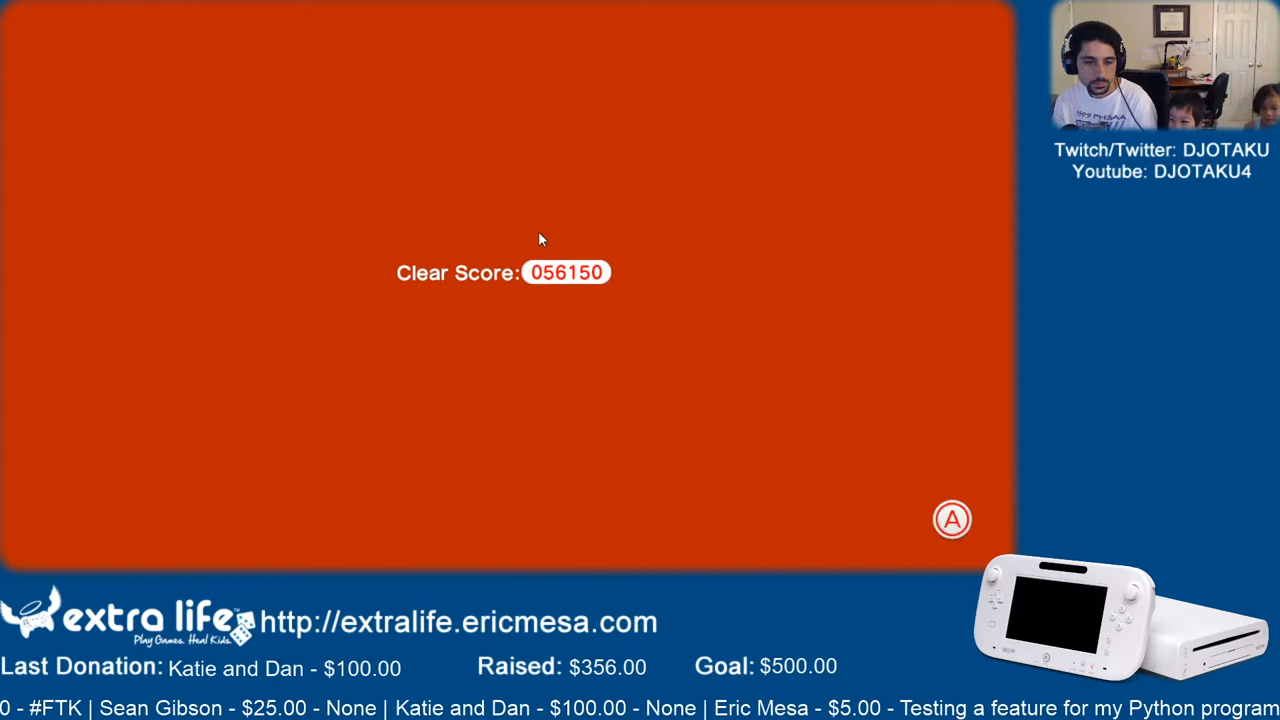 Twitch/Twitter: DJOTAKU
Youtube: DJOTAKU4
Clear Score: 056150
A
extra life
Play Games. Heal Kids.
http://extralife.ericmesa.com
Last Donation: Katie and Dan - $100.00 Raised: $356.00 Goal: $500.00
0 - #FTK | Sean Gibson - $25.00 - None | Katie and Dan - $100.00 - None | Eric Mesa - $5.00 - Testing a feature for my Python program